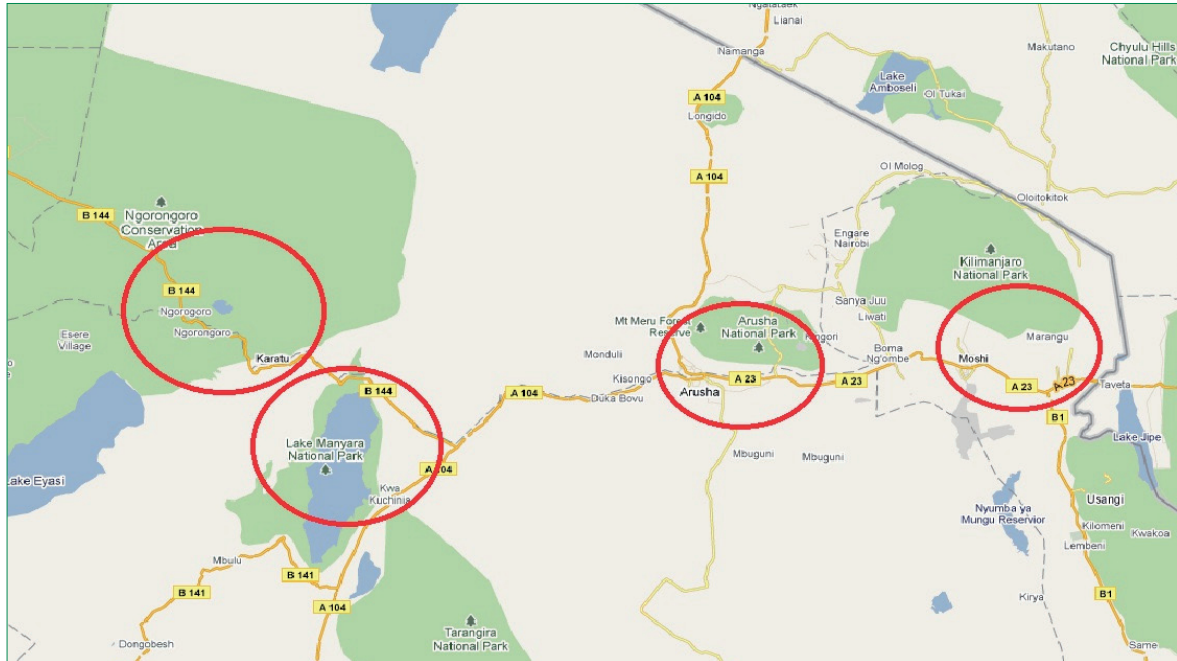 Ngatataek
Lianai
Namanga
Makutano
Chyulu Hills
National Park
Lake
Amboseli
Ol Tukai
A 104
Longido
A 104
Ol Molog
Oloitokitok
B 144
Ngorongoro
Conservation
Area
Engare
Nairobi
Kilimanjaro
National Park
B 144
Ngorogoro
Ngorongoro
Esere
Village
Karatu
Mt Meru Forest
Reserve
Arusha
National Park
Kingori
Sanya Juu
Liwati
Monduli
Boma
Ng'ombe
Moshi
Marangu
Kisongo
A 23
A 23
A 23
A 23
Taveta
B 144
A 104
Duka Bovu
Arusha
B1
Lake Manyara
National Park
A 104
Mbuguni
Mbuguni
Lake Jipe
Lake Eyasi
Kwa
Kuchinia
Usangi
Nyumba ya
Mungu Reservior
Kilomeni
Kwakoa
Lembeni
Mbulu
B 141
B 141
A 104
Kirya
B1
Tarangira
National Park
Dongobesh
Same